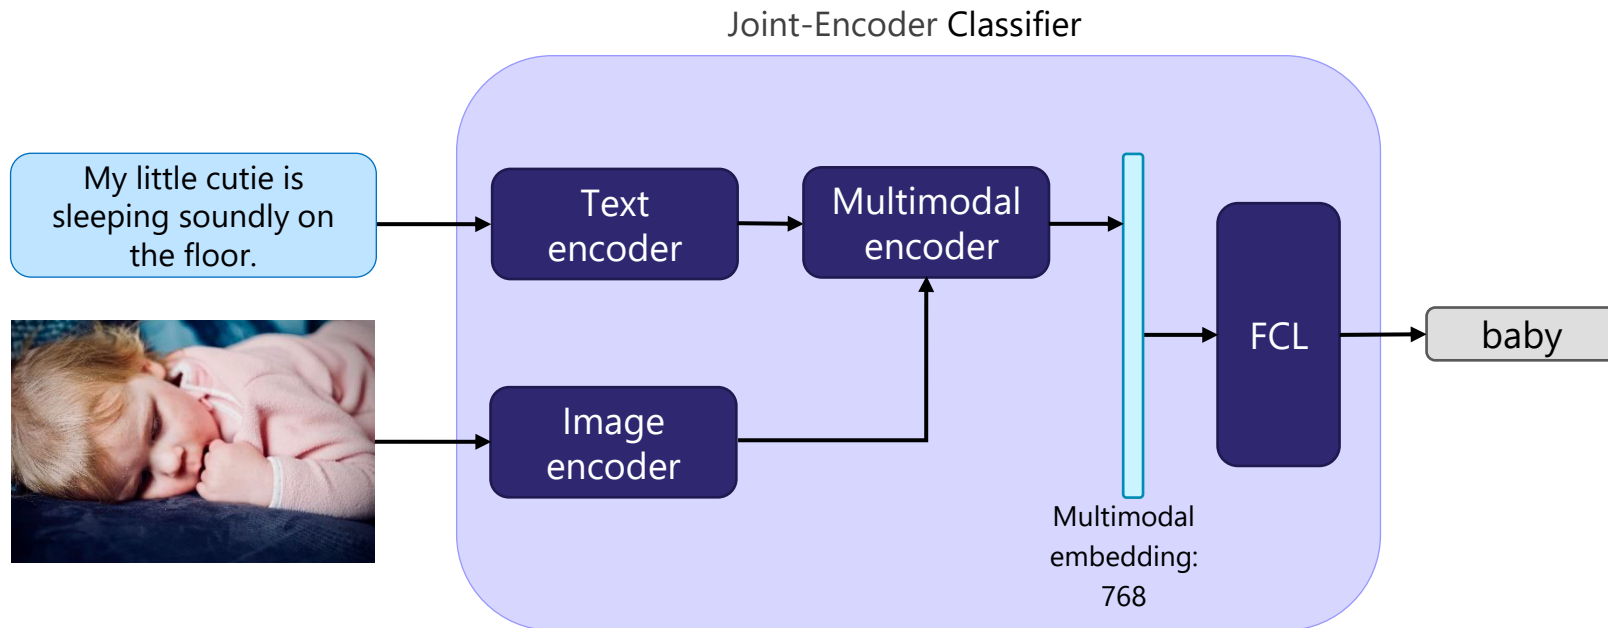 Joint-Encoder Classifier
My little cutie is
sleeping soundly on
the floor.
Text
encoder
Multimodal
encoder
Image
encoder
FCL
baby
Multimodal
embedding:
768